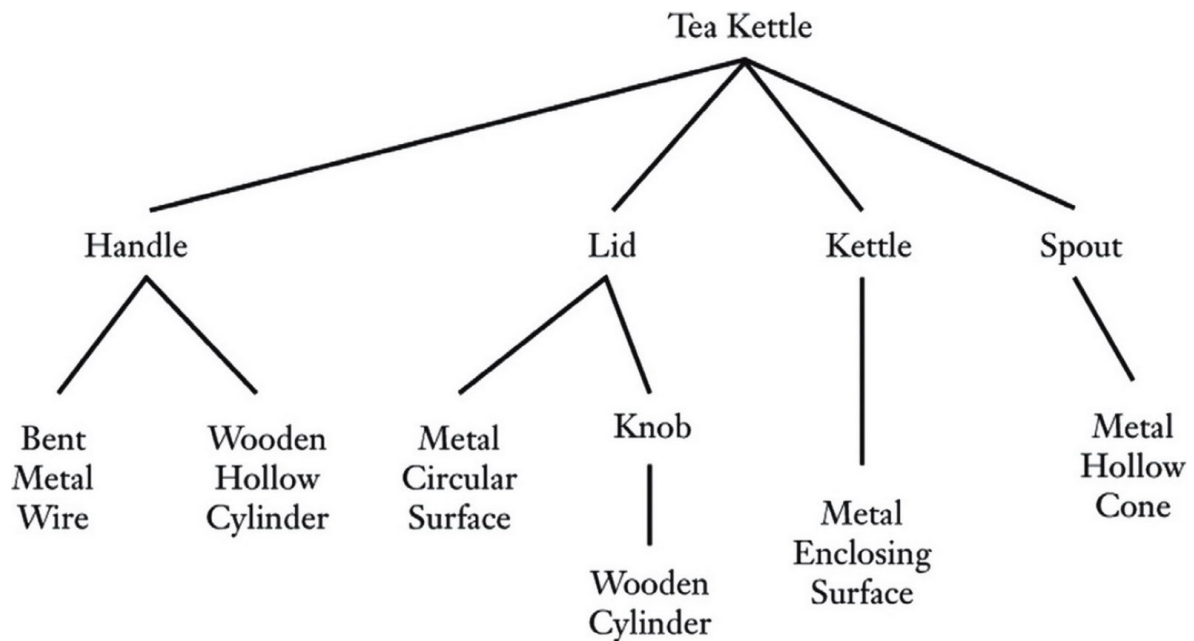 Tea Kettle
Handle
Lid
Kettle
Spout
Bent
Metal
Wire
Wooden
Hollow
Cylinder
Metal
Circular
Surface
Knob
Wooden
Cylinder
Metal
Enclosing
Surface
Metal
Hollow
Cone